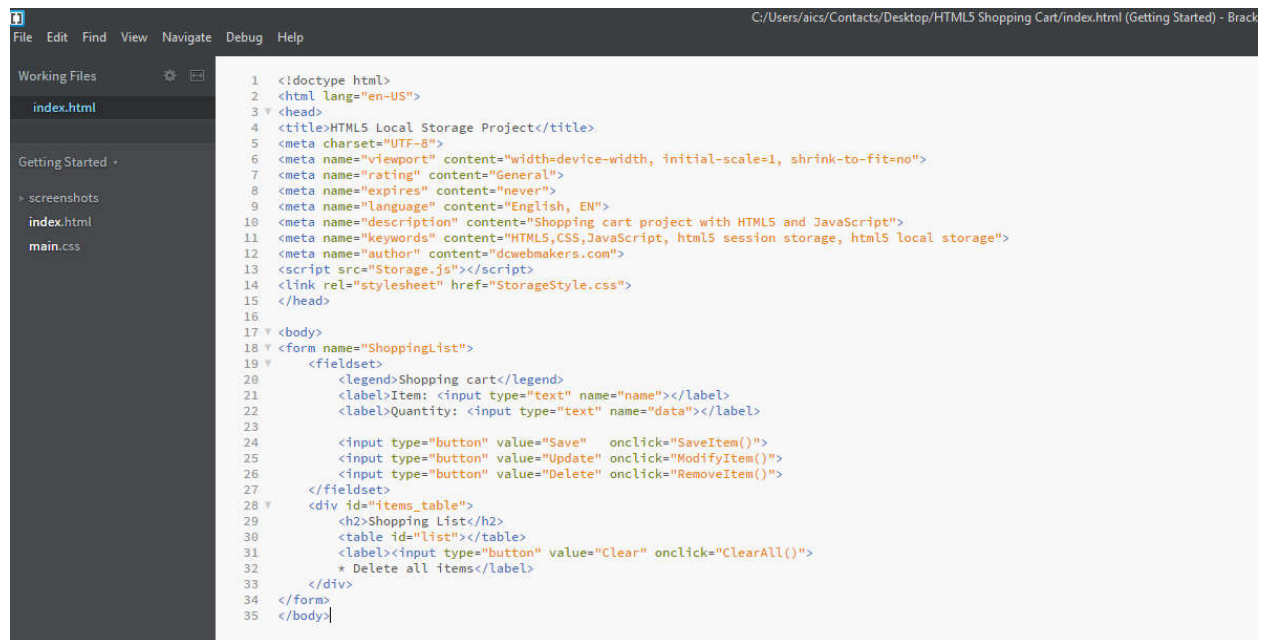 C:/Users/aics/Contacts/Desktop/HTML5 Shopping Cart/index.html (Getting Started) - Brack
File Edit Find View Navigate Debug Help
Working Files
index.html
Getting Started
screenshots
index.html
main.css
1 <!doctype html>
2 <html lang="en-US">
3 <head>
4 <title>HTML5 Local Storage Project</title>
5 <meta charset="UTF-8">
6 <meta name="viewport" content="width=device-width, initial-scale=1, shrink-to-fit=no">
7 <meta name="rating" content="General">
8 <meta name="expires" content="never">
9 <meta name="language" content="English, EN">
10 <meta name="description" content="Shopping cart project with HTML5 and JavaScript">
11 <meta name="keywords" content="HTML5,CSS,JavaScript, html5 session storage, html5 local storage">
12 <meta name="author" content="dcwebmakers.com">
13 <script src="Storage.js"></script>
14 <link rel="stylesheet" href="StorageStyle.css">
15 </head>
16
17 <body>
18 <form name="ShoppingList">
19 <fieldset>
20 <legend>Shopping cart</legend>
21 <label>Item: <input type="text" name="name"></label>
22 <label>Quantity: <input type="text" name="data"></label>
23
24 <input type="button" value="Save" onclick="SaveItem()">
25 <input type="button" value="Update" onclick="ModifyItem()">
26 <input type="button" value="Delete" onclick="RemoveItem()">
27 </fieldset>
28 <div id="items_table">
29 <h2>Shopping List</h2>
30 <table id="list"></table>
31 <label><input type="button" value="Clear" onclick="ClearAll()">
32 * Delete all items</label>
33 </div>
34 </form>
35 </body>